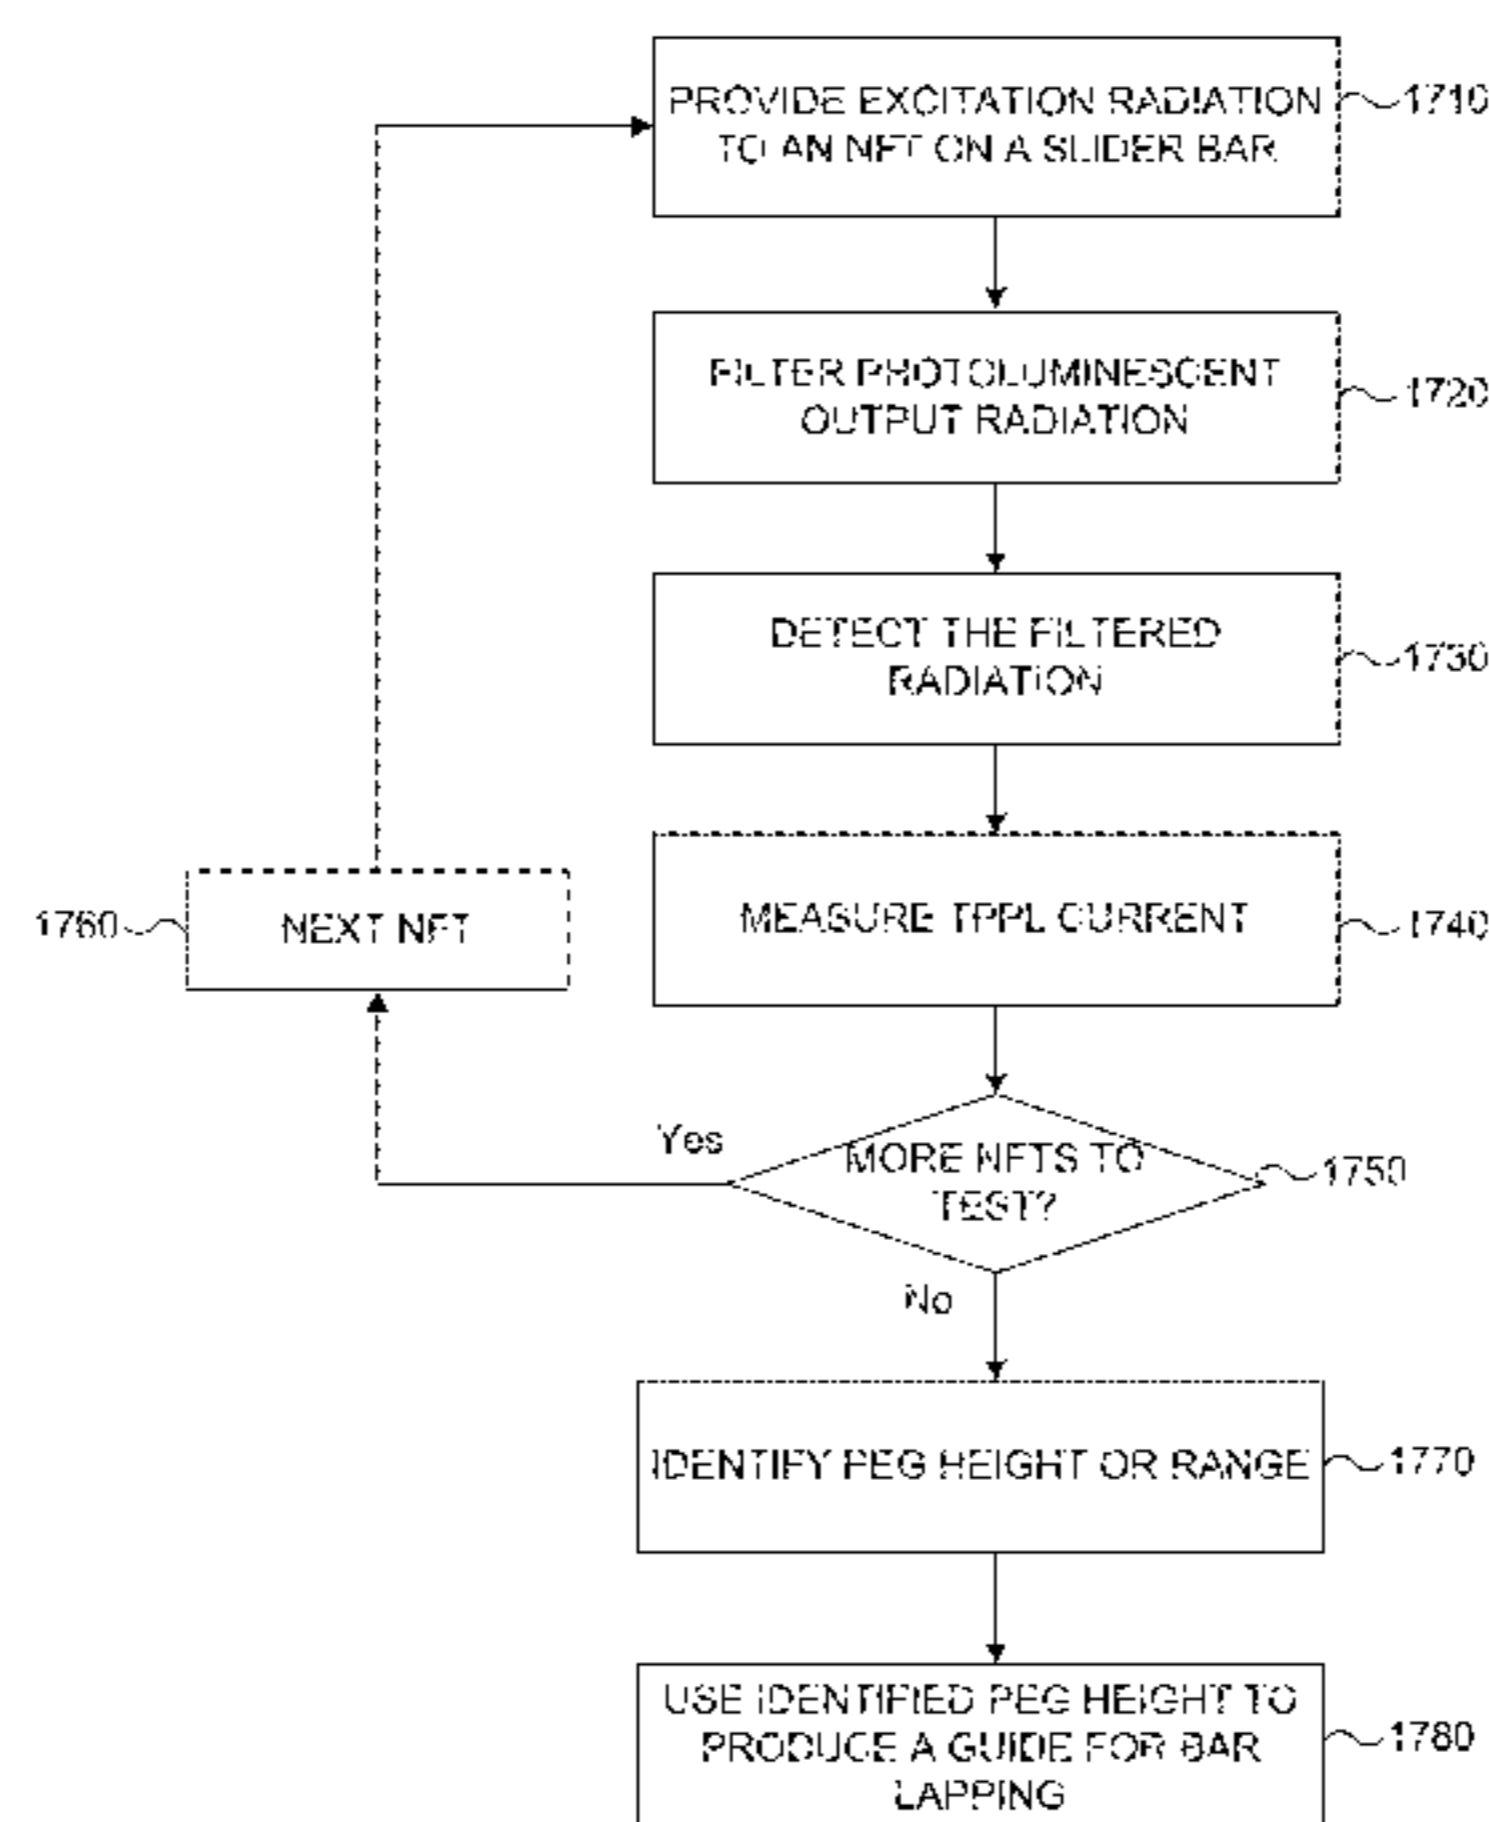 PROVIDE EXCITATION RADIATION
TO AN NFT ON A SLIDER BAR
1710
FILTER PHOTOLUMINESCENT
OUTPUT RADIATION
1720
DETECT THE FILTERED
RADIATION
1730
MEASURE TPPL CURRENT
1740
NEXT NFT
1760
MORE NFTS TO
TEST?
1750
Yes
No
IDENTIFY PEG HEIGHT OR RANGE
1770
USE IDENTIFIED PEG HEIGHT TO
PRODUCE A GUIDE FOR BAR
LAPPING
1780